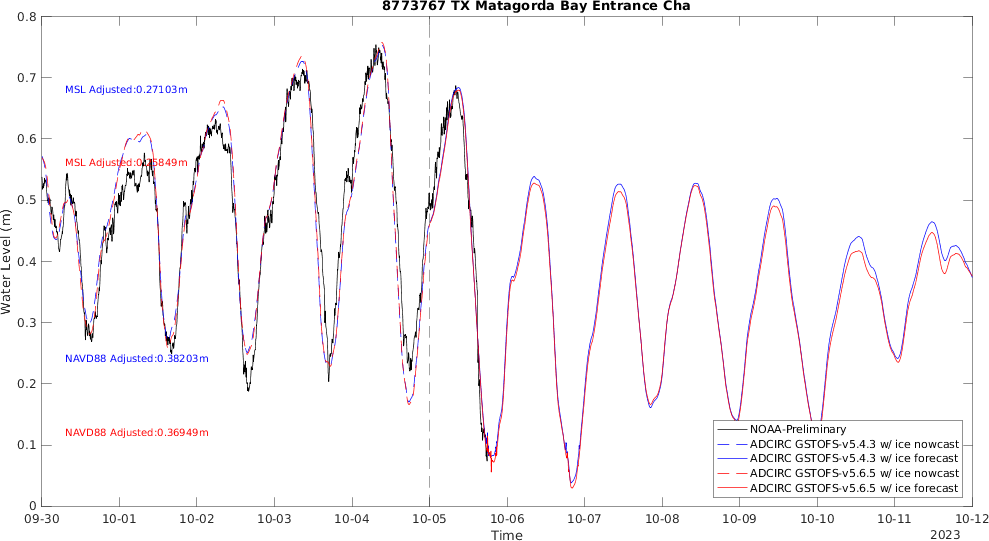 8773767 TX Matagorda Bay Entrance Cha
0.8
0.7
0.6
0.5
0.4
0.3
0.2
0.1
0
Water Level (m)
MSL Adjusted:0.27103m
MSL Adjusted:0.25849m
NAVD88 Adjusted:0.38203m
NAVD88 Adjusted:0.36949m
NOAA-Preliminary
ADCIRC GSTOFS-v5.4.3 w/ ice nowcast
ADCIRC GSTOFS-v5.4.3 w/ ice forecast
ADCIRC GSTOFS-v5.6.5 w/ ice nowcast
ADCIRC GSTOFS-v5.6.5 w/ ice forecast
09-30 10-01 10-02 10-03 10-04 10-05 10-06 10-07 10-08 10-09 10-10 10-11 10-12
Time
2023